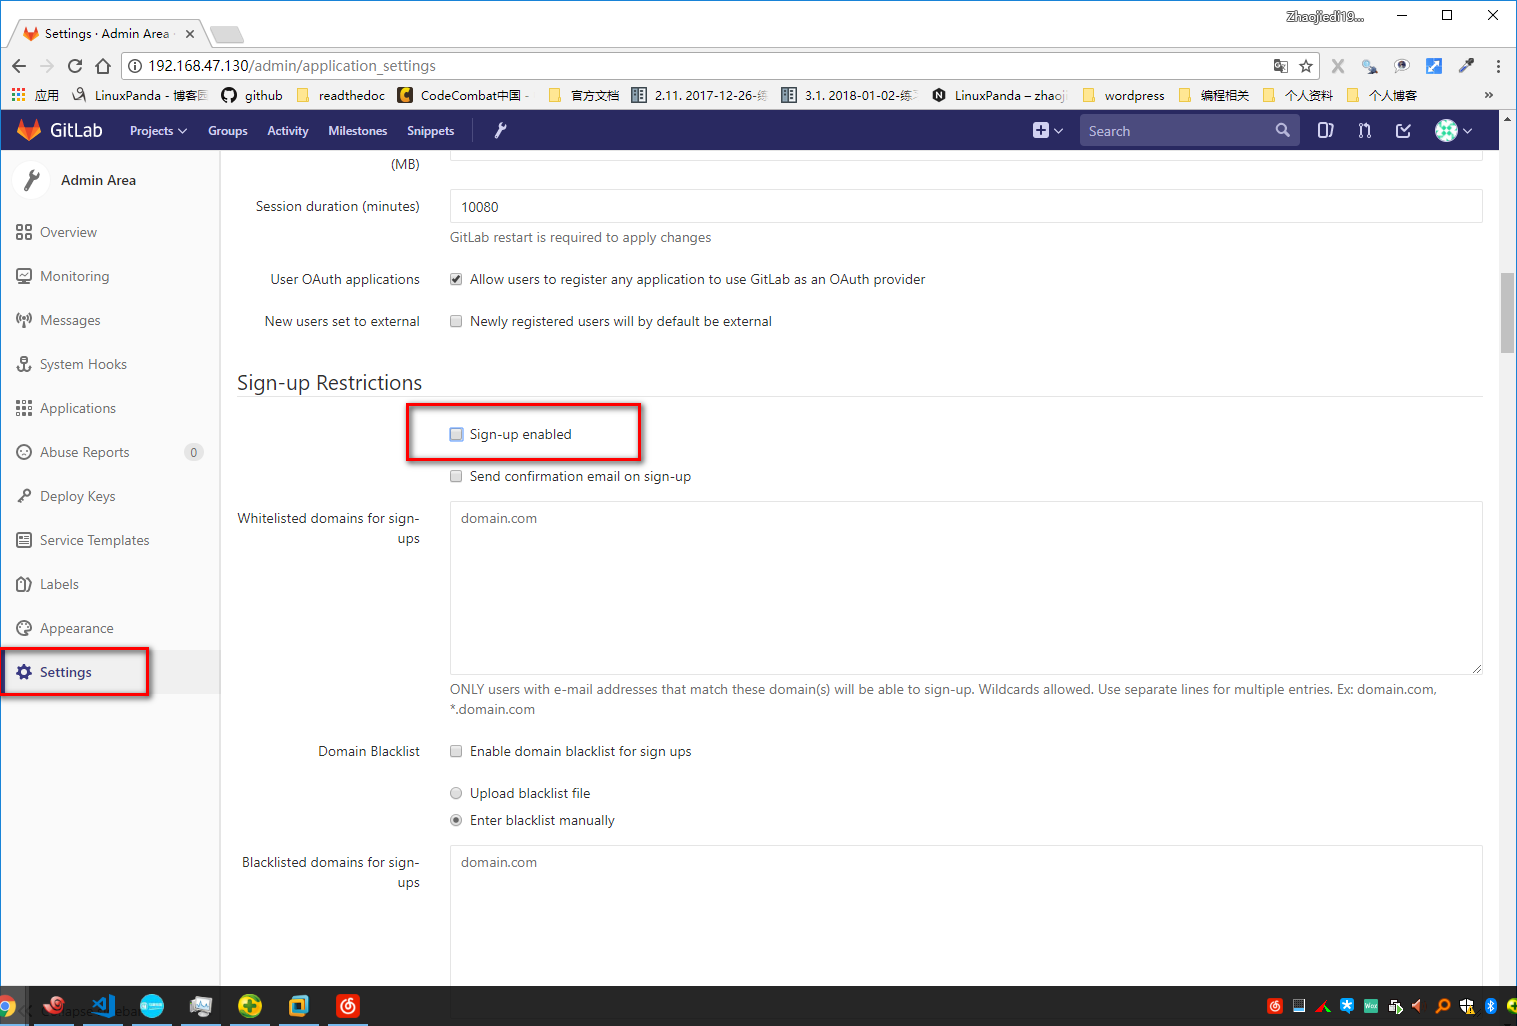 Zhaojiedi19...
Settings · Admin Area ·
192.168.47.130/admin/application_settings
应用
LinuxPanda - 博客园
github
readthedoc
CodeCombat中国 -
官方文档
2.11. 2017-12-26-练
3.1. 2018-01-02-练
LinuxPanda – zhaoji
wordpress
编程相关
个人资料
个人博客
»
GitLab
Projects
Groups
Activity
Milestones
Snippets
Search
Admin Area
Overview
Monitoring
Messages
System Hooks
Applications
Abuse Reports
0
Deploy Keys
Service Templates
Labels
Appearance
Settings
(MB)
Session duration (minutes)
10080
GitLab restart is required to apply changes
User OAuth applications
Allow users to register any application to use GitLab as an OAuth provider
New users set to external
Newly registered users will by default be external
Sign-up Restrictions
Sign-up enabled
Send confirmation email on sign-up
Whitelisted domains for sign-
ups
domain.com
ONLY users with e-mail addresses that match these domain(s) will be able to sign-up. Wildcards allowed. Use separate lines for multiple entries. Ex: domain.com,
*.domain.com
Domain Blacklist
Enable domain blacklist for sign ups
Upload blacklist file
Enter blacklist manually
Blacklisted domains for sign-
ups
domain.com